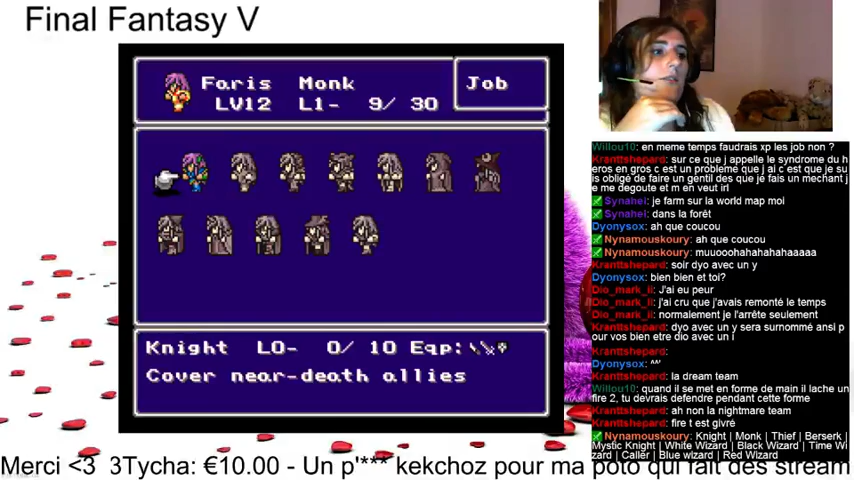 Final Fantasy V
Faris Monk
Job
LV12 L1- 9/ 30
Knight L0- 0/ 10 Eqp:
Cover near-death allies
Willou10: en meme temps faudrais xp les job non ?
Kranttshepard: sur ce que j appelle le syndrome du h
eros en gros c est un problème que j ai c est que je su
is obligé de faire un gentil des que je fais un mechant j
e me degoute et m en veut irl
Synahei: je farm sur la world map moi
Synahei: dans la forêt
Dyonysox: ah que coucou
Nynamouskoury: ah que coucou
Nynamouskoury: muuooohahahahahaaaaa
Kranttshepard: soir dyo avec un y
Dyonysox: bien bien et toi?
Dio_mark_ii: J'ai eu peur
Dio_mark_ii: j'ai cru que j'avais remonté le temps
Dio_mark_ii: normalement je l'arrête seulement
Kranttshepard: dyo avec un y sera surnommé ansi p
our vos bien etre dio avec un i
Kranttshepard:
Dyonysox: ^^'
Kranttshepard: la dream team
Willou10: quand il se met en forme de main il lache un
fire 2, tu devrais defendre pendant cette forme
Kranttshepard: ah non la nightmare team
Kranttshepard: fire t est givré
Nynamouskoury: Knight | Monk | Thief | Berserk |
Mystic Knight | White Wizard | Black Wizard | Time Wi
zard | Caller | Blue wizard | Red Wizard
Merci <3 3Tycha: €10.00 - Un p'*** kekchoz pour ma poto qui fait des stream